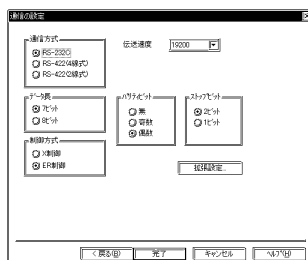 通信の設定
通信方式
RS-232C
RS-422(4線式)
RS-422(2線式)
伝送速度
19200
データ長
7ビット
8ビット
パリティビット
無
奇数
偶数
ストップビット
2ビット
1ビット
制御方式
X制御
ER制御
拡張設定..
< 戻る(B)
完了
キャンセル
ヘルプ(H)